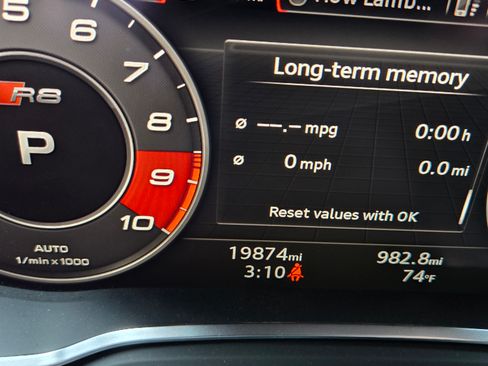 Long-term memory
5
6
7
R8
ø --.- mpg 0:00 h
8
P
ø 0 mph 0.0 mi
9
Reset values with OK
10
AUTO
19874 mi 982.8 mi
1/min x 1000
3:10 74°F